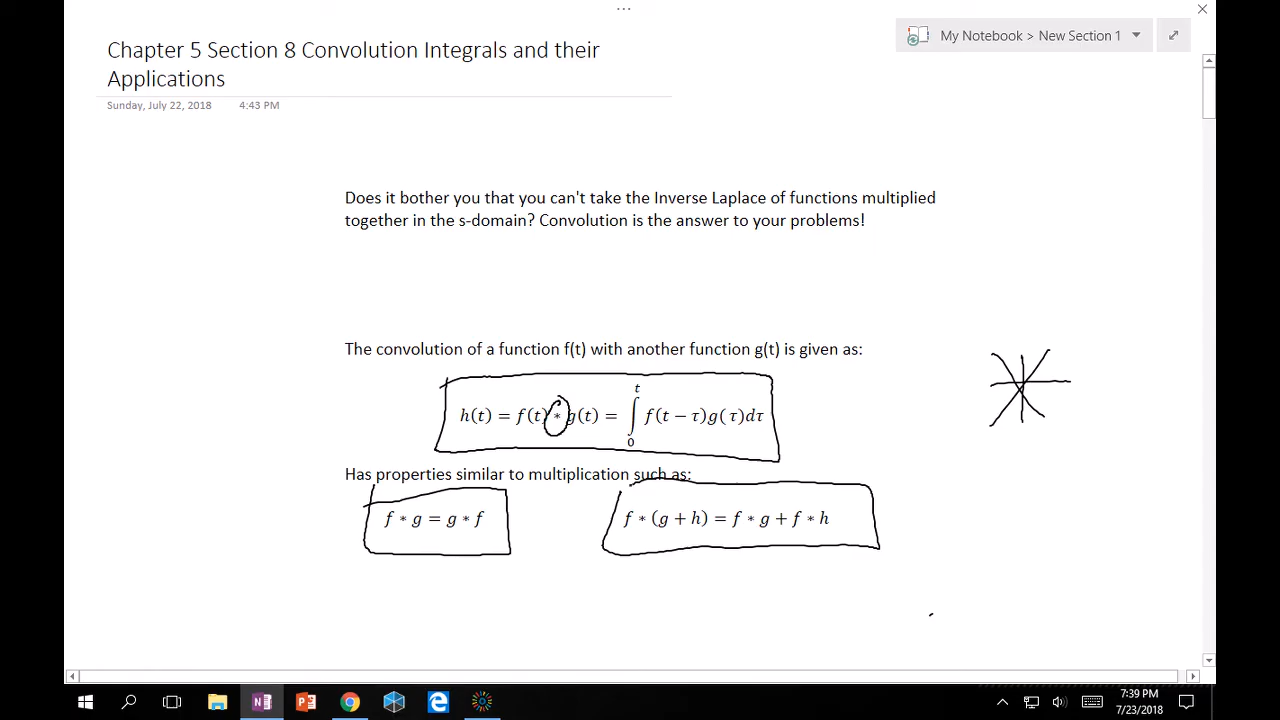 My Notebook > New Section 1
Chapter 5 Section 8 Convolution Integrals and their
Applications
Sunday, July 22, 2018 4:43 PM
Does it bother you that you can't take the Inverse Laplace of functions multiplied
together in the s-domain? Convolution is the answer to your problems!
The convolution of a function f(t) with another function g(t) is given as:
h(t) = f(t) * g(t) = ∫₀ᵗ f(t − τ)g(τ)dτ
Has properties similar to multiplication such as:
f * g = g * f
f * (g + h) = f * g + f * h
7:39 PM
7/23/2018